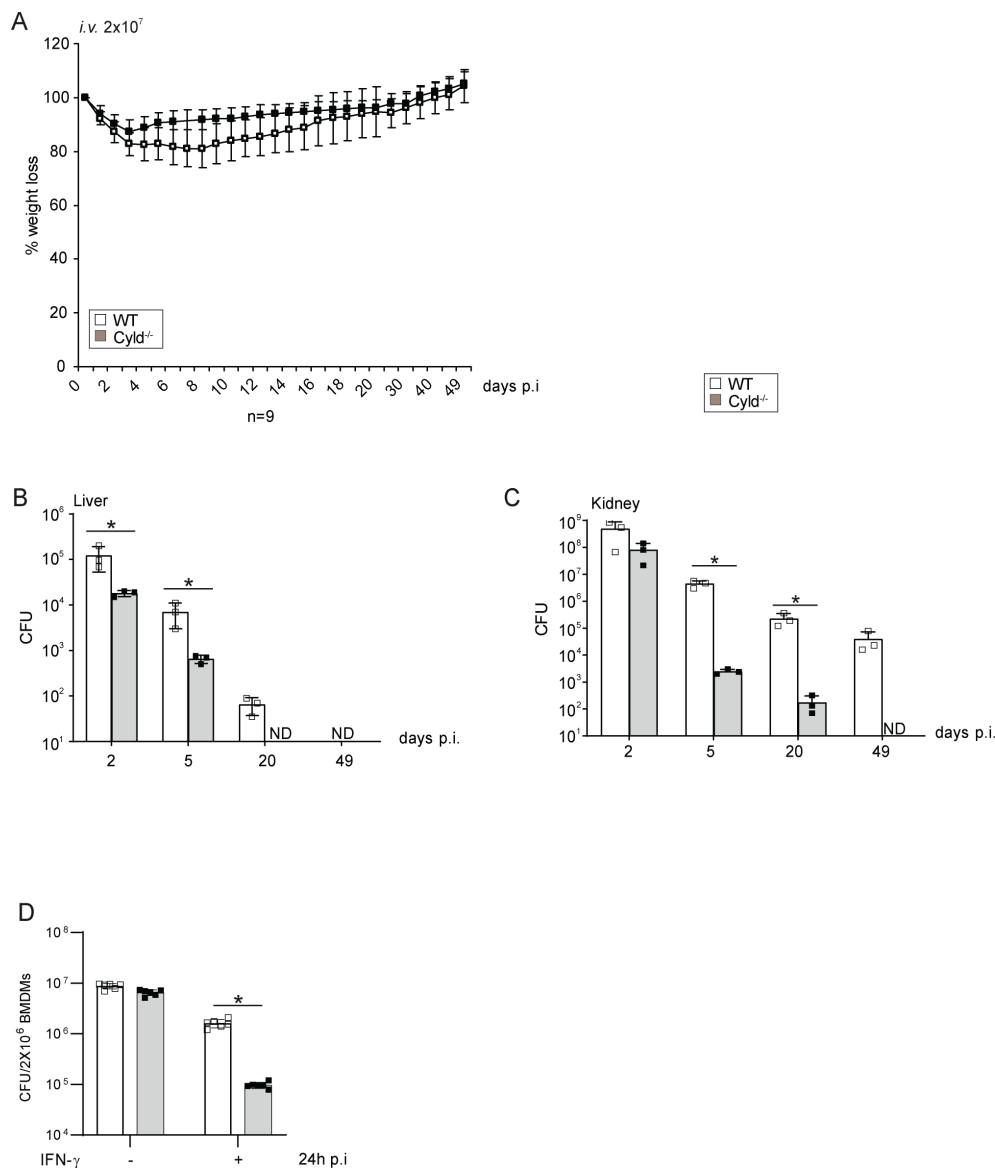 A
i.v. 2x10⁷
120
100
80
60
40
20
0
% weight loss
WT
Cyld⁻/⁻
0 2 4 6 8 10 12 14 16 18 20 30 40 49 days p.i
n=9
WT
Cyld⁻/⁻
B
Liver
10⁶
10⁵
10⁴
10³
10²
10¹
CFU
*
*
ND
ND
2 5 20 49 days p.i.
C
Kidney
10⁹
10⁸
10⁷
10⁶
10⁵
10⁴
10³
10²
10¹
CFU
*
*
ND
2 5 20 49 days p.i.
D
10⁸
10⁷
10⁶
10⁵
10⁴
CFU/2X10⁶ BMDMs
*
IFN-γ - + 24h p.i